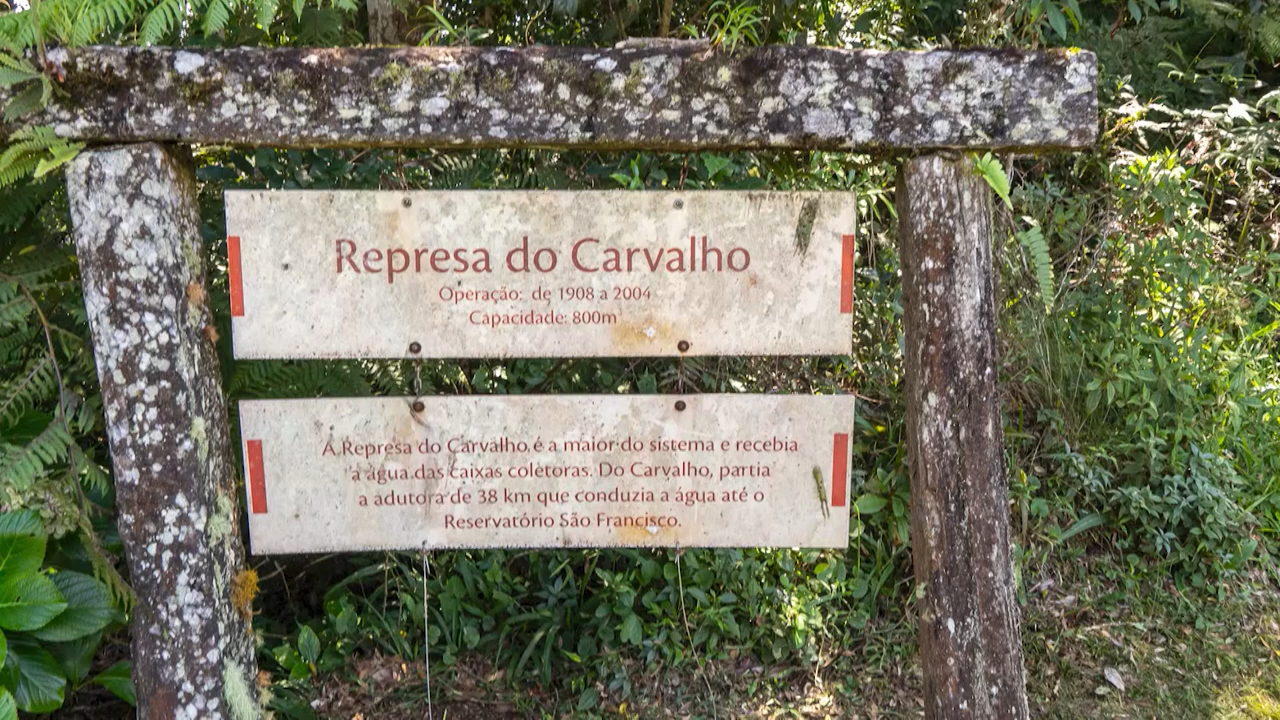 Represa do Carvalho
Operação: de 1908 a 2004
Capacidade: 800m
A Represa do Carvalho é a maior do sistema e recebia
a água das caixas coletoras. Do Carvalho, partia
a adutora de 38 km que conduzia a água até o
Reservatório São Francisco.